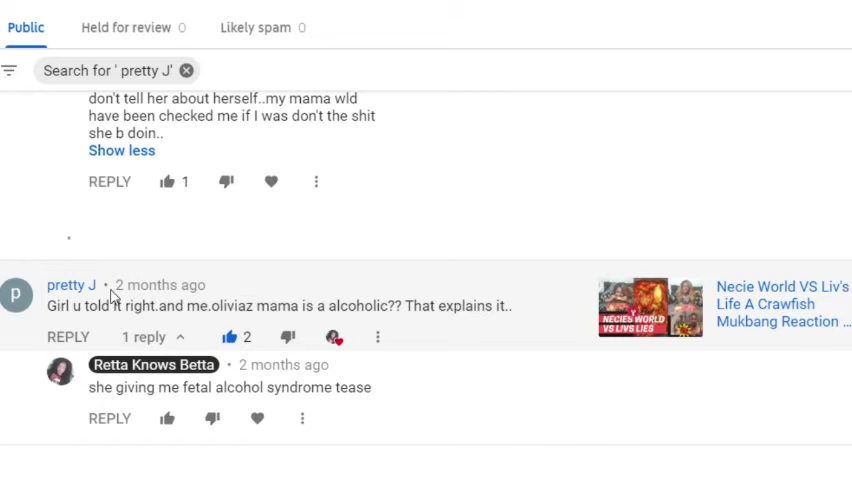 Public Held for review 0 Likely spam 0
Search for ' pretty J'
don't tell her about herself..my mama wld
have been checked me if I was don't the shit
she b doin..
Show less
REPLY 1
pretty J • 2 months ago
Girl u told it right.and me.oliviaz mama is a alcoholic?? That explains it..
REPLY 1 reply 2
Necie World VS Liv's
Life A Crawfish
Mukbang Reaction ...
NECIES WORLD
VS LIVS LIES
Retta Knows Betta • 2 months ago
she giving me fetal alcohol syndrome tease
REPLY
p